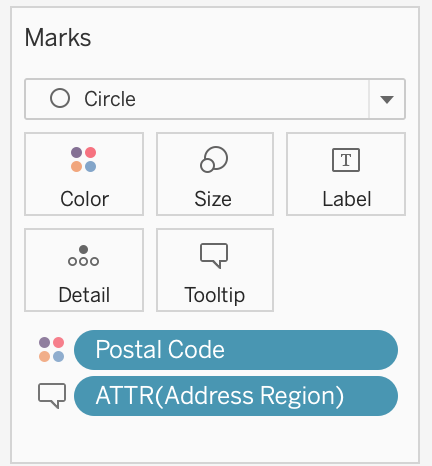 Marks
Circle
Color
Size
Label
T
Detail
Tooltip
Postal Code
ATTR(Address Region)